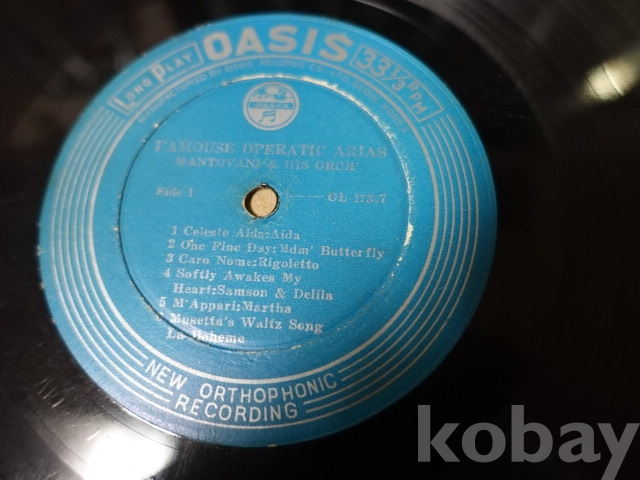 LONG PLAY OASIS 33 1/3 RPM
FAMOUSE OPERATIC ARIAS
MANTOVANI & HIS ORCH'
Side 1
1 Celeste Aida:Aida
2 One Fine Day:Mdm' Butterfly
3 Caro Nome:Rigoletto
4 Softly Awakes My
Heart:Samson & Delila
5 M'Appari:Martha
Musetta's Waltz Song
La Boheme
NEW ORTHOPHONIC
RECORDING
kobay